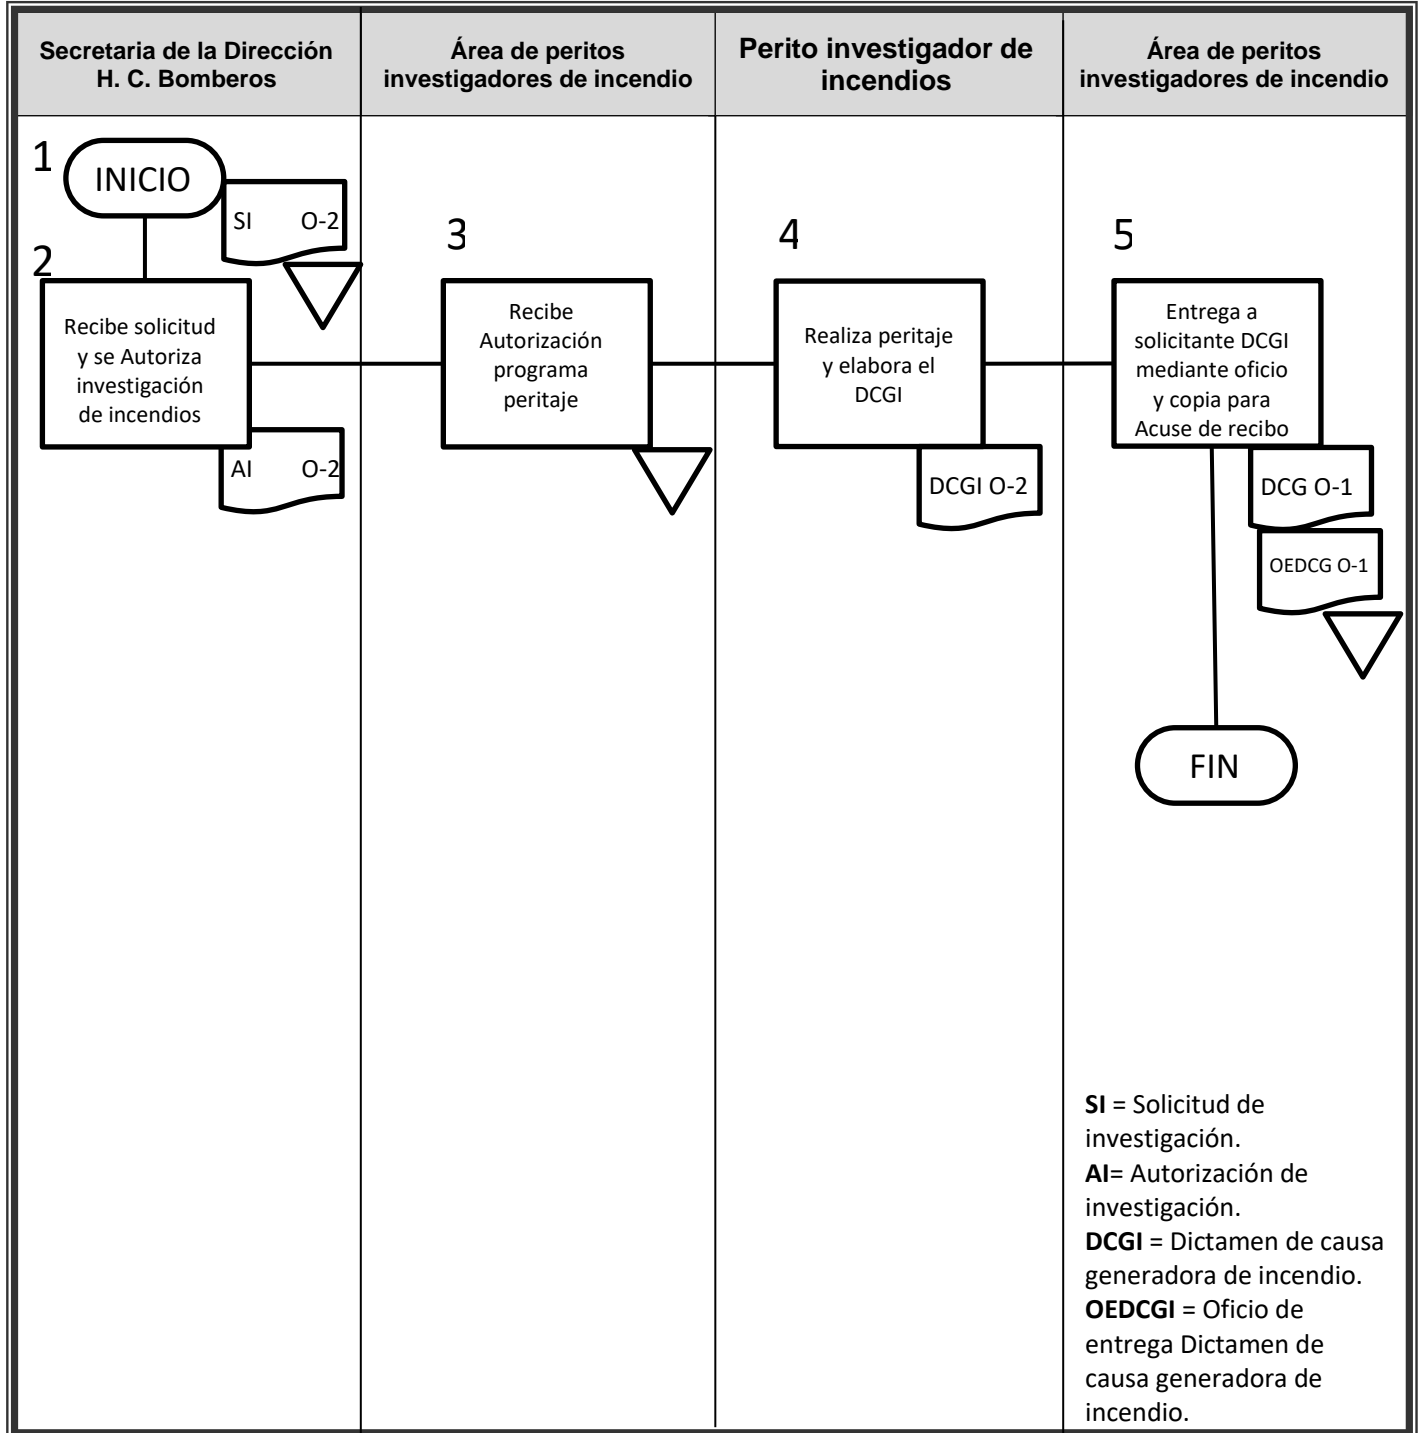 Secretaria de la Dirección
H. C. Bomberos
Área de peritos
investigadores de incendio
Perito investigador de
incendios
Área de peritos
investigadores de incendio
1
INICIO
SI O-2
2
Recibe solicitud
y se Autoriza
investigación
de incendios
AI O-2
3
Recibe
Autorización
programa
peritaje
4
Realiza peritaje
y elabora el
DCGI
DCGI O-2
5
Entrega a
solicitante DCGI
mediante oficio
y copia para
Acuse de recibo
DCG O-1
OEDCG O-1
FIN
SI = Solicitud de
investigación.
AI= Autorización de
investigación.
DCGI = Dictamen de causa
generadora de incendio.
OEDCGI = Oficio de
entrega Dictamen de
causa generadora de
incendio.